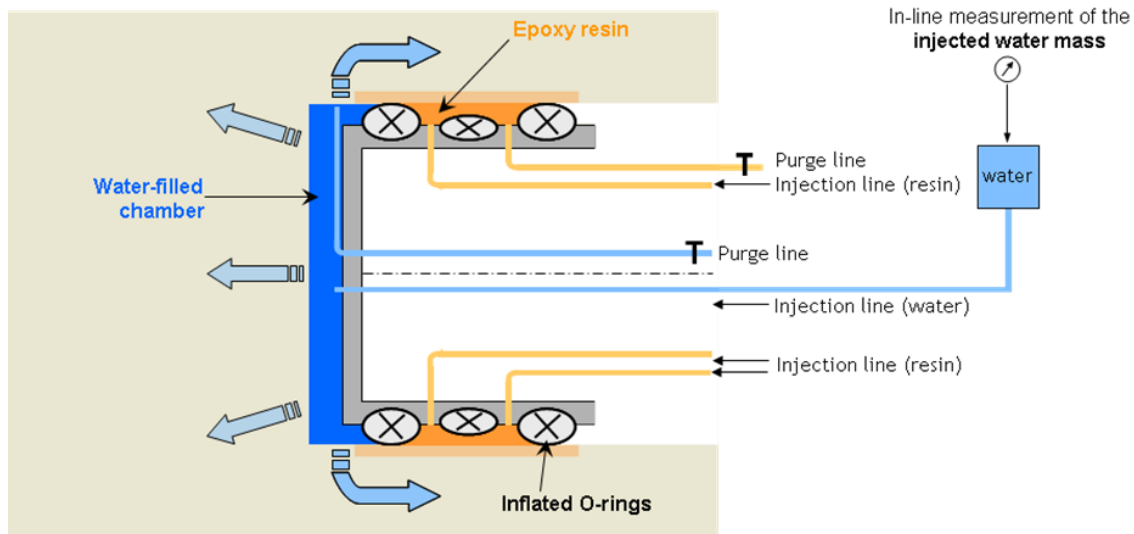 In-line measurement of the
injected water mass
Epoxy resin
Purge line
Injection line (resin)
water
Water-filled
chamber
Purge line
Injection line (water)
Injection line (resin)
Inflated O-rings